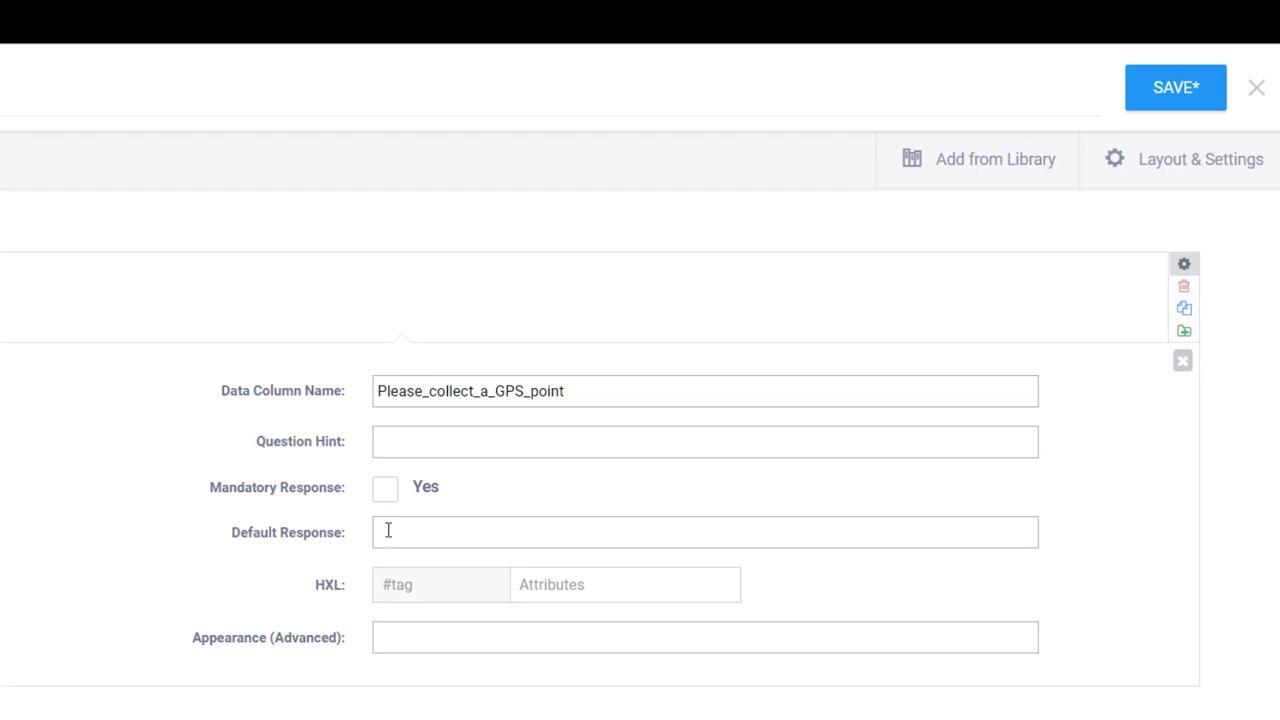 SAVE*
Add from Library
Layout & Settings
Data Column Name: Please_collect_a_GPS_point
Question Hint:
Mandatory Response: Yes
Default Response:
HXL: #tag Attributes
Appearance (Advanced):